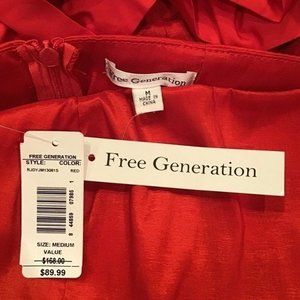 Free Generation
M
MADE IN
CHINA
Free Generation
FREE GENERATION
STYLE: COLOR:
RJDYJM13081S RED
SIZE: MEDIUM
VALUE
$168.00
$89.99